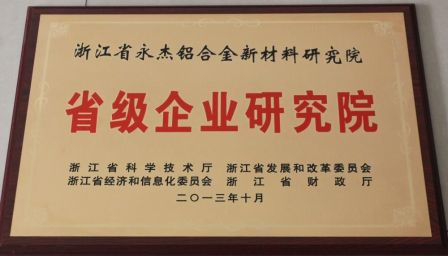 浙江省永杰铝合金新材料研究院
省级企业研究院
浙江省科学技术厅 浙江省发展和改革委员会
浙江省经济和信息化委员会 浙江省财政厅
二〇一三年十月